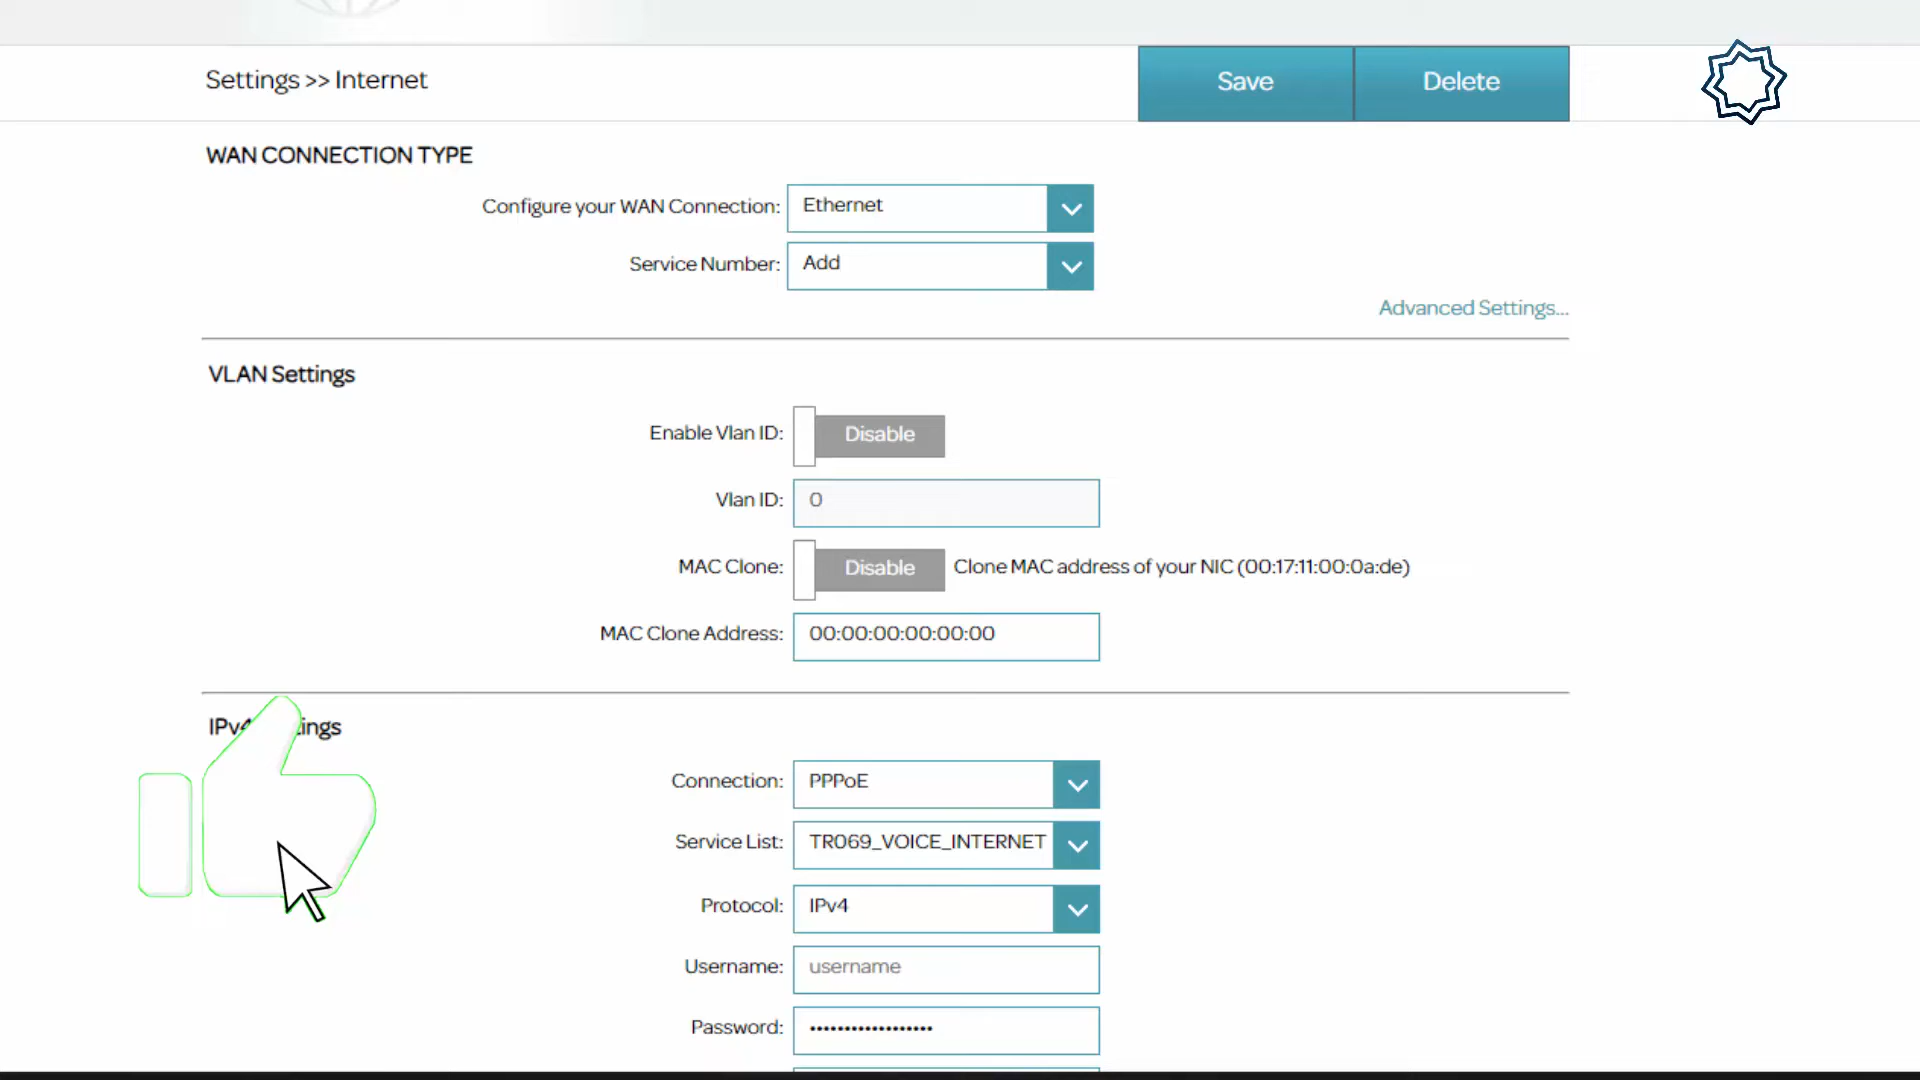 Settings >> Internet
Save
Delete
WAN CONNECTION TYPE
Configure your WAN Connection: Ethernet
Service Number: Add
Advanced Settings...
VLAN Settings
Enable Vlan ID: Disable
Vlan ID: 0
MAC Clone: Disable Clone MAC address of your NIC (00:17:11:00:0a:de)
MAC Clone Address: 00:00:00:00:00:00
Connection: PPPoE
Service List: TR069_VOICE_INTERNET
Protocol: IPv4
Username: username
Password: ••••••••••••••••••